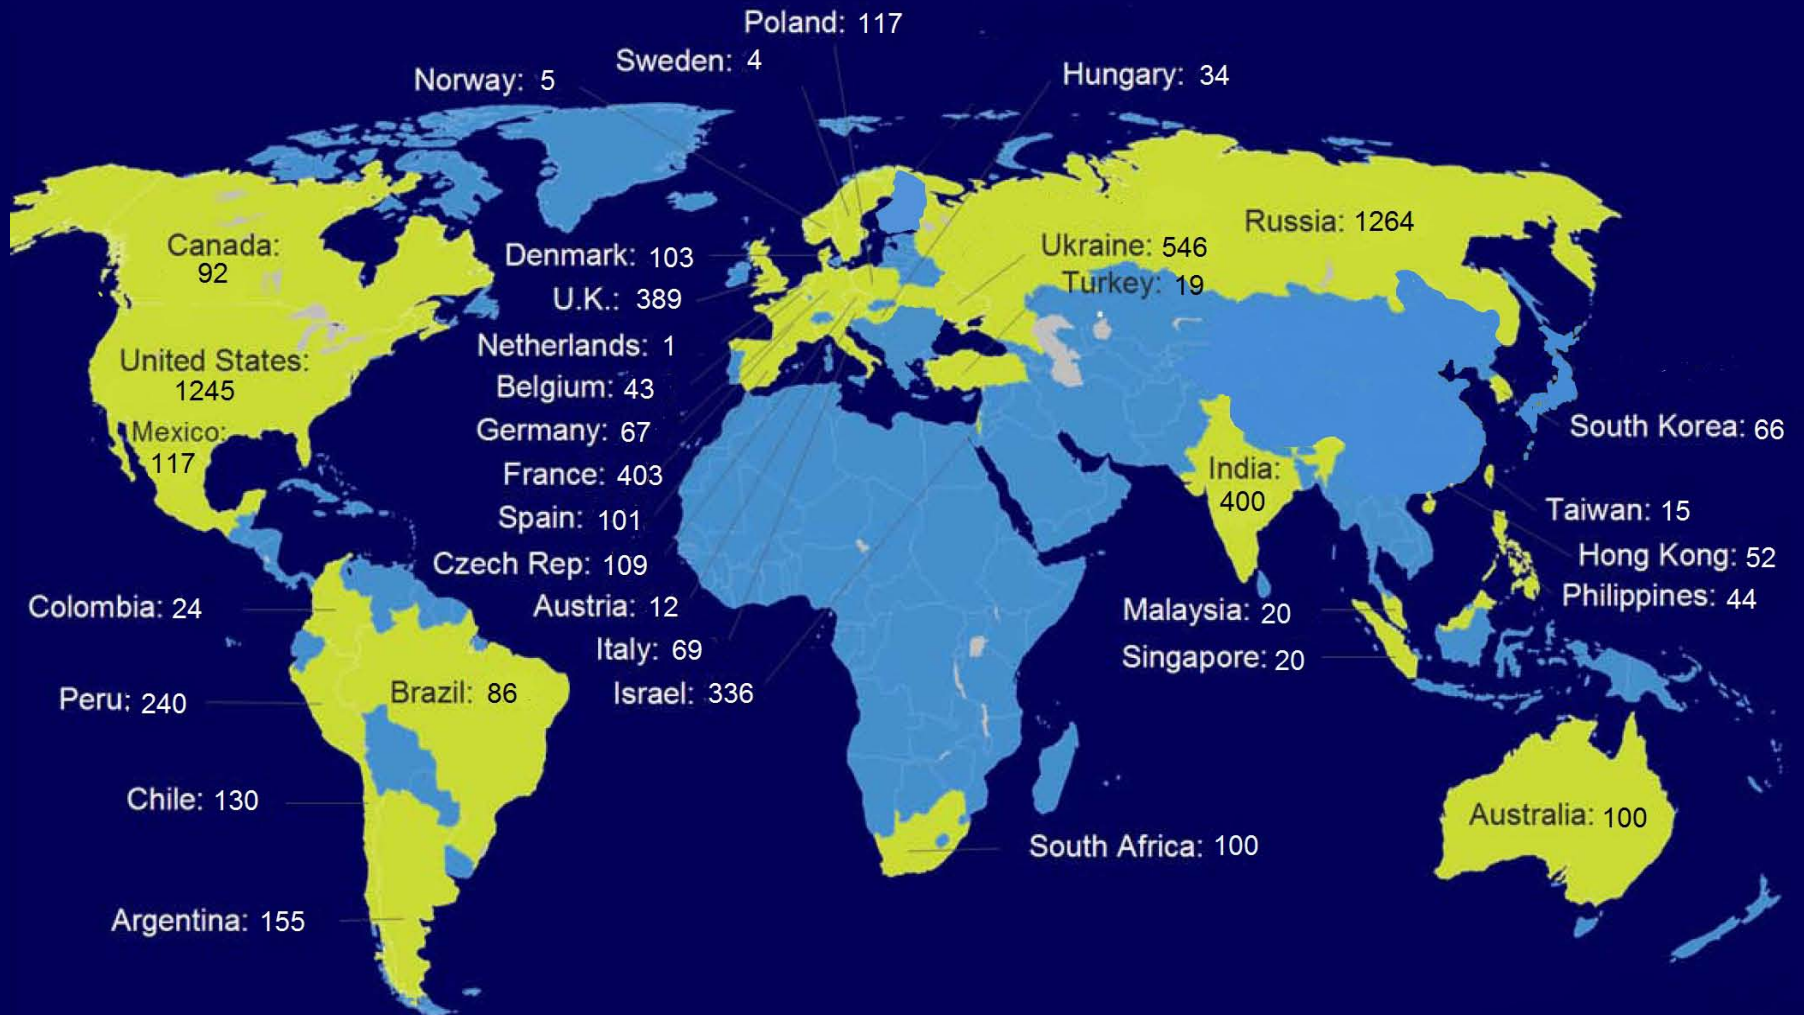 Poland: 117
Sweden: 4
Norway: 5
Hungary: 34
Russia: 1264
Canada:
92
Denmark: 103
Ukraine: 546
Turkey: 19
U.K.: 389
Netherlands: 1
United States:
1245
Belgium: 43
Mexico:
117
Germany: 67
South Korea: 66
France: 403
India:
400
Spain: 101
Taiwan: 15
Czech Rep: 109
Hong Kong: 52
Philippines: 44
Colombia: 24
Austria: 12
Malaysia: 20
Italy: 69
Singapore: 20
Peru: 240
Brazil: 86
Israel: 336
Chile: 130
Australia: 100
South Africa: 100
Argentina: 155